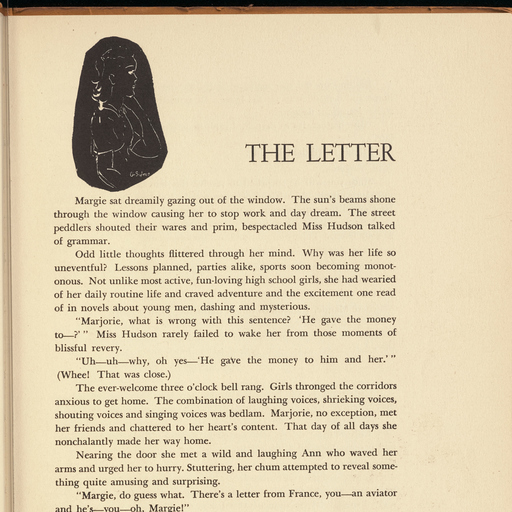 THE LETTER
Margie sat dreamily gazing out of the window. The sun's beams shone
through the window causing her to stop work and day dream. The street
peddlers shouted their wares and prim, bespectacled Miss Hudson talked
of grammar.
Odd little thoughts flittered through her mind. Why was her life so
uneventful? Lessons planned, parties alike, sports soon becoming monot-
onous. Not unlike most active, fun-loving high school girls, she had wearied
of her daily routine life and craved adventure and the excitement one read
of in novels about young men, dashing and mysterious.
"Marjorie, what is wrong with this sentence? 'He gave the money
to—?' " Miss Hudson rarely failed to wake her from those moments of
blissful revery.
"Uh—uh—why, oh yes—'He gave the money to him and her.' "
(Whee! That was close.)
The ever-welcome three o'clock bell rang. Girls thronged the corridors
anxious to get home. The combination of laughing voices, shrieking voices,
shouting voices and singing voices was bedlam. Marjorie, no exception, met
her friends and chattered to her heart's content. That day of all days she
nonchalantly made her way home.
Nearing the door she met a wild and laughing Ann who waved her
arms and urged her to hurry. Stuttering, her chum attempted to reveal some-
thing quite amusing and surprising.
"Margie, do guess what. There's a letter from France, you—an aviator
and he's—you—oh, Margie!"